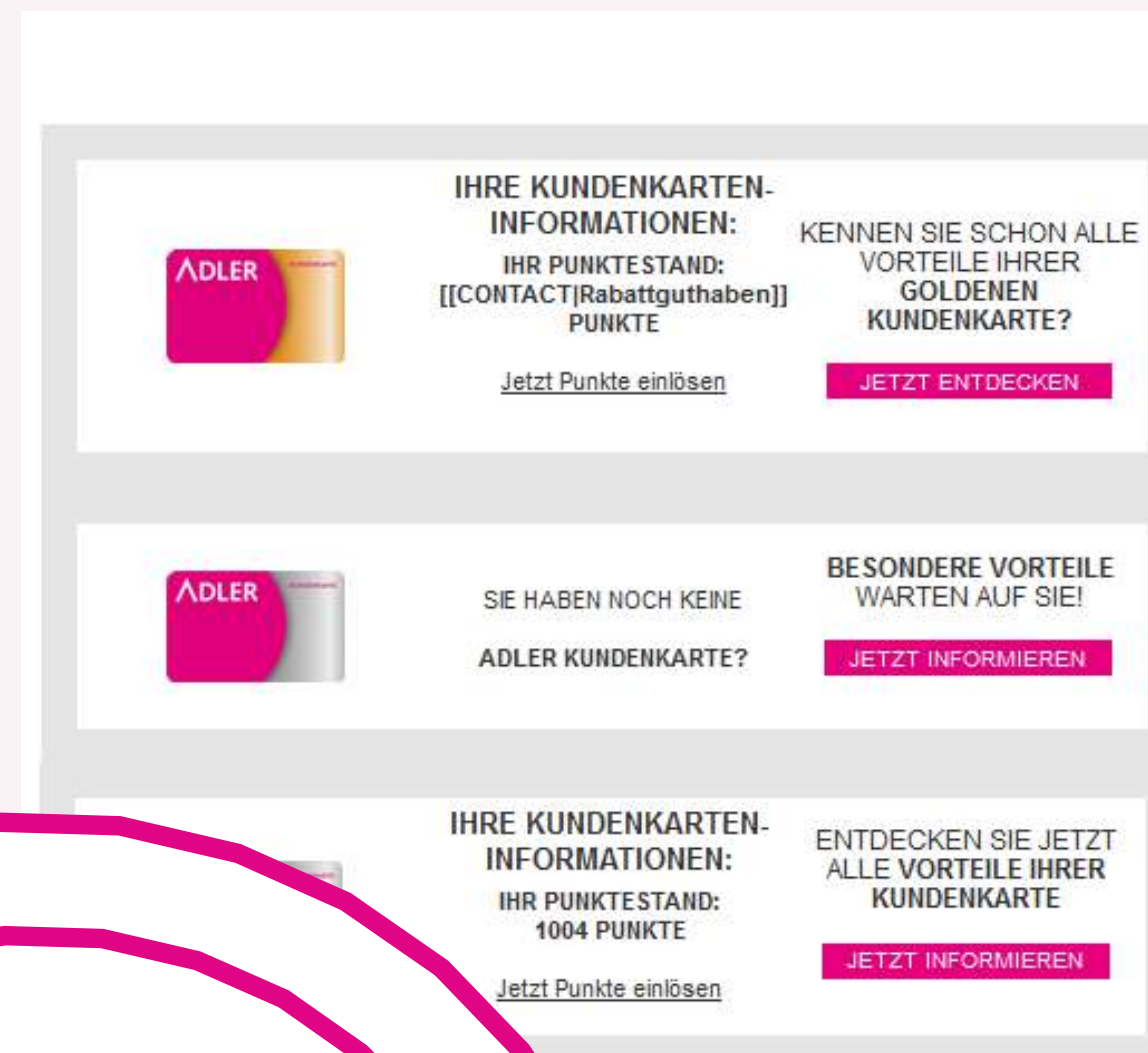 ADLER
IHRE KUNDENKARTEN-
INFORMATIONEN:
IHR PUNKTESTAND:
[[CONTACT|Rabattguthaben]]
PUNKTE
Jetzt Punkte einlösen
KENNEN SIE SCHON ALLE
VORTEILE IHRER
GOLDENEN
KUNDENKARTE?
JETZT ENTDECKEN
ADLER
SIE HABEN NOCH KEINE
ADLER KUNDENKARTE?
BESONDERE VORTEILE
WARTEN AUF SIE!
JETZT INFORMIEREN
IHRE KUNDENKARTEN-
INFORMATIONEN:
IHR PUNKTESTAND:
1004 PUNKTE
Jetzt Punkte einlösen
ENTDECKEN SIE JETZT
ALLE VORTEILE IHRER
KUNDENKARTE
JETZT INFORMIEREN